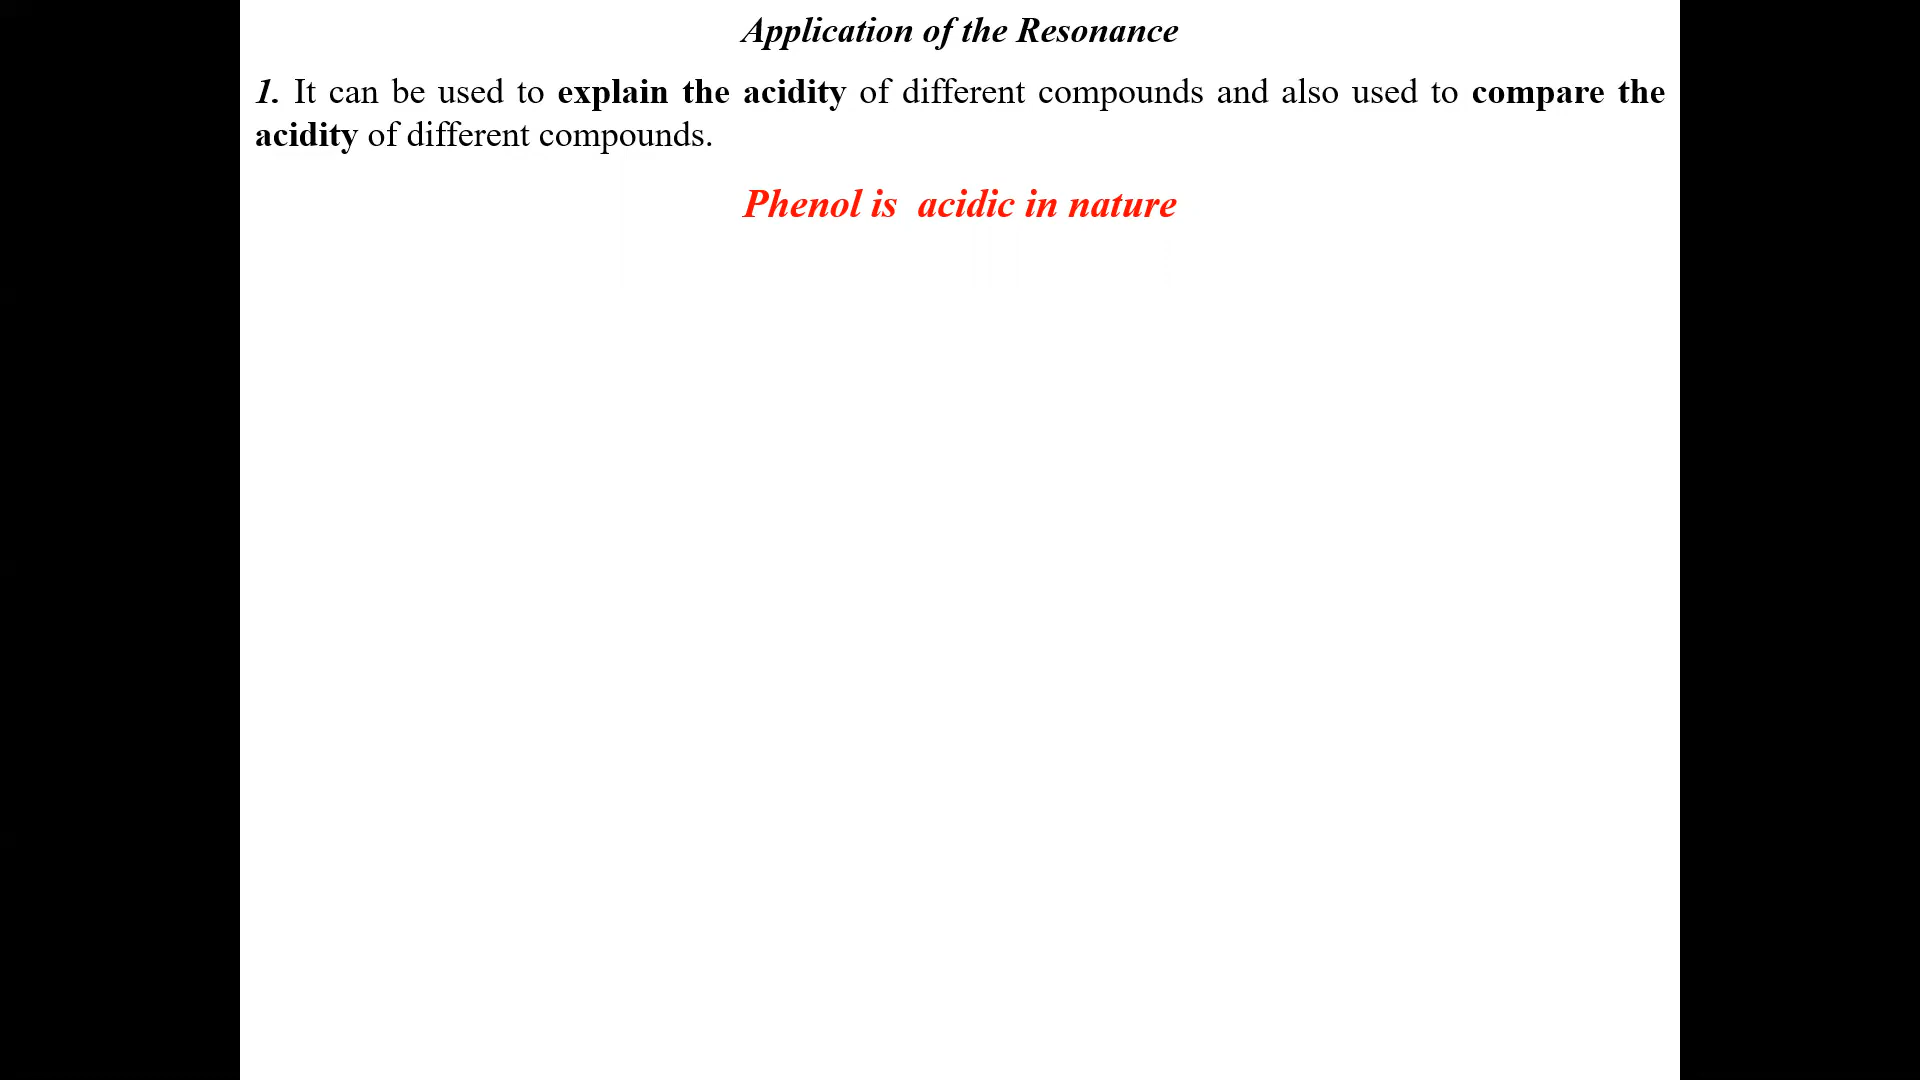 Application of the Resonance
1. It can be used to explain the acidity of different compounds and also used to compare the
acidity of different compounds.
Phenol is  acidic in nature